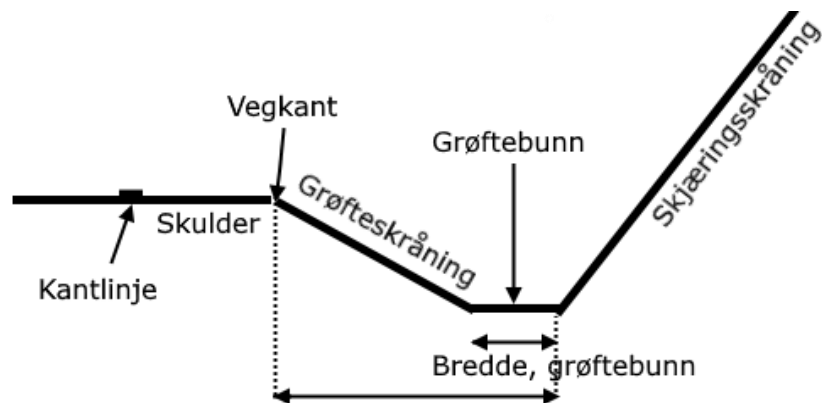 Vegkant
Grøftebunn
Skjæringsskråning
Grøfteskråning
Skulder
Kantlinje
Bredde, grøftebunn